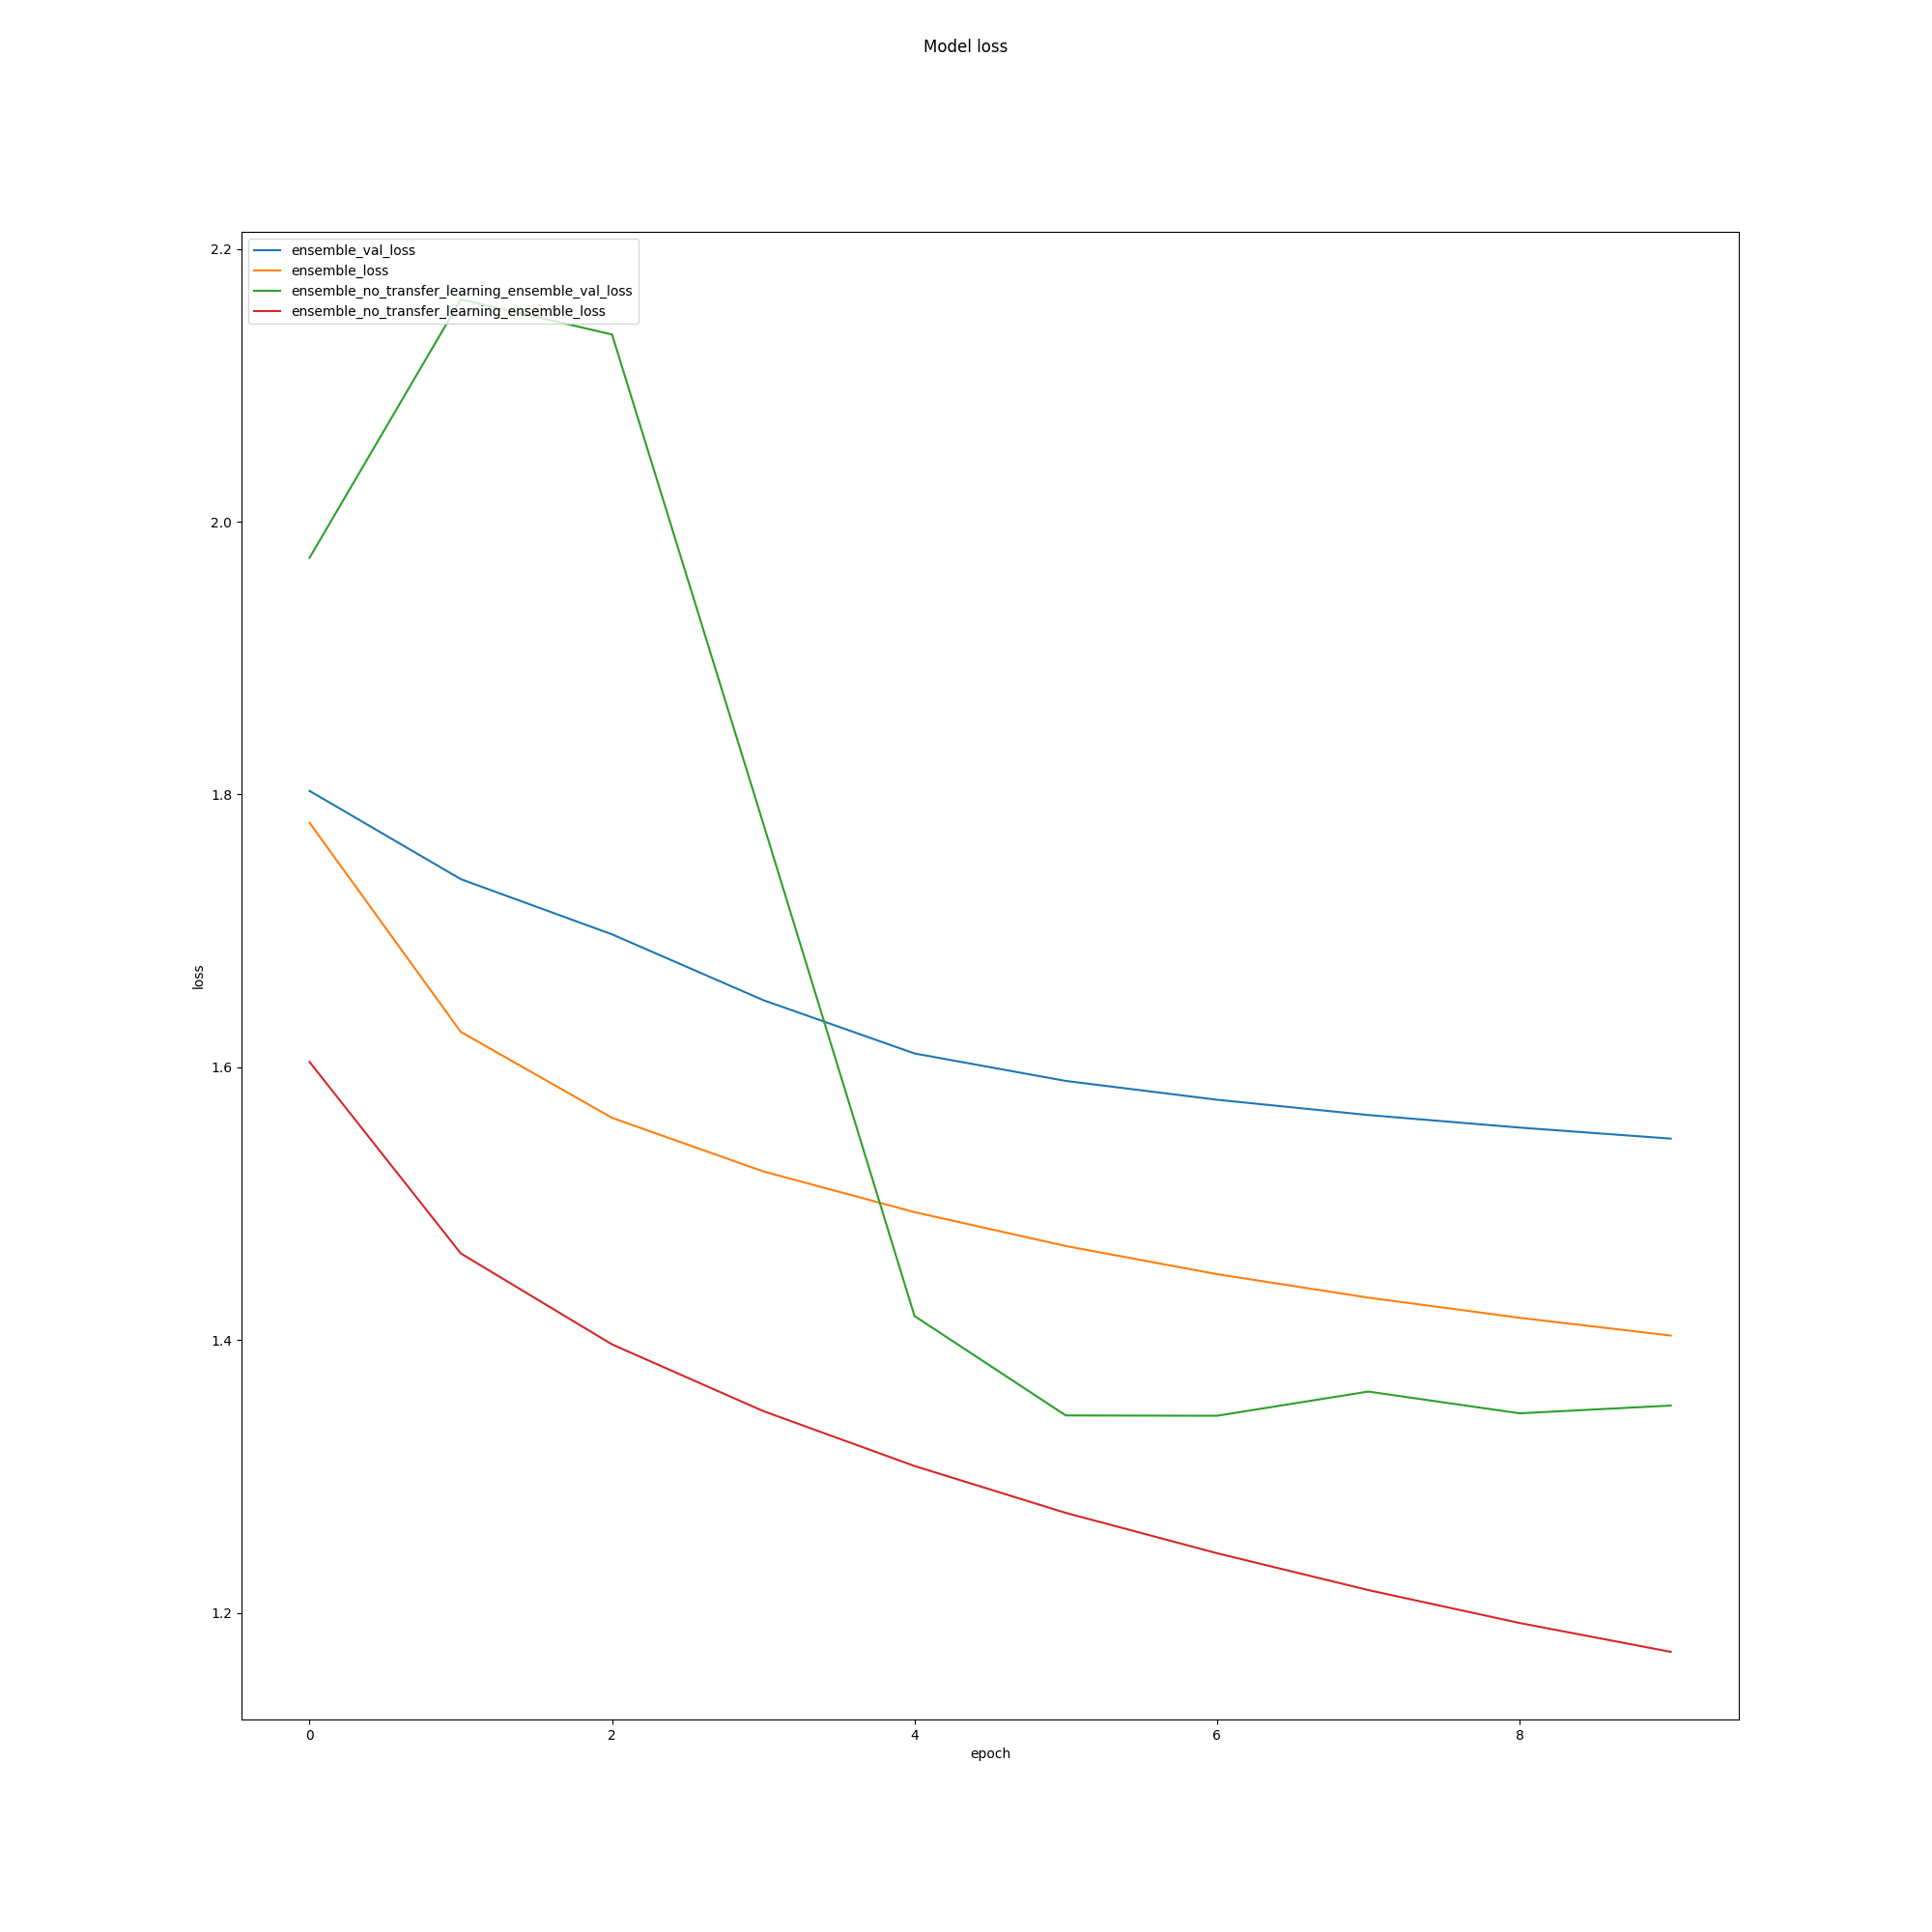 Model loss
ensemble_val_loss
ensemble_loss
ensemble_no_transfer_learning_ensemble_val_loss
ensemble_no_transfer_learning_ensemble_loss
2.2
2.0
1.8
1.6
1.4
1.2
loss
0 2 4 6 8
epoch